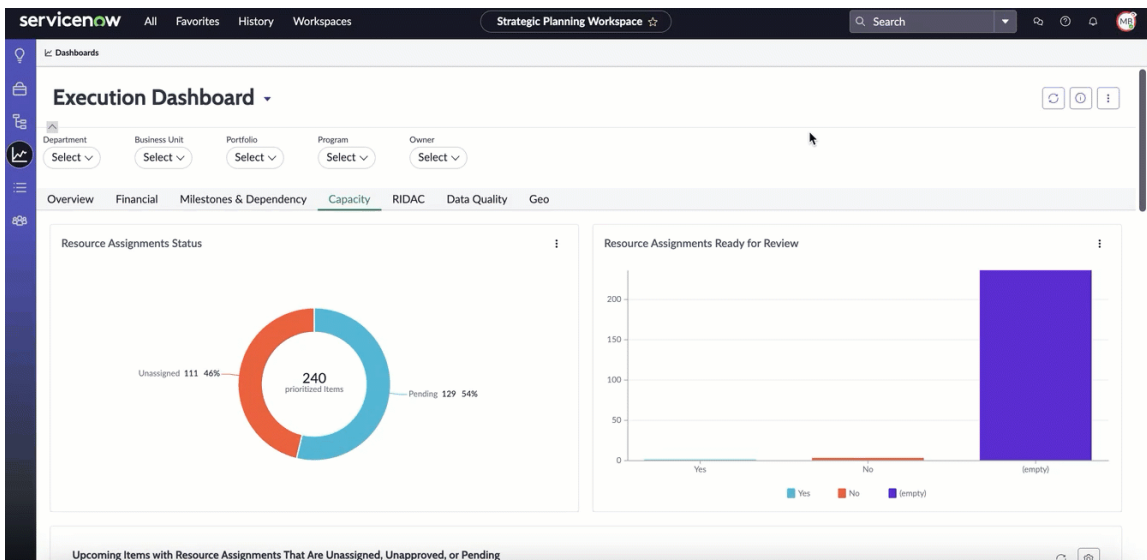 servicenow All Favorites History Workspaces Strategic Planning Workspace Search MR
Dashboards
Execution Dashboard
Department Business Unit Portfolio Program Owner
Select Select Select Select Select
Overview Financial Milestones & Dependency Capacity RIDAC Data Quality Geo
Resource Assignments Status
Unassigned 111 46%
240
prioritized Items
Pending 129 54%
Resource Assignments Ready for Review
200
150
100
50
0
Yes No (empty)
Yes No (empty)
Upcoming Items with Resource Assignments That Are Unassigned, Unapproved, or Pending